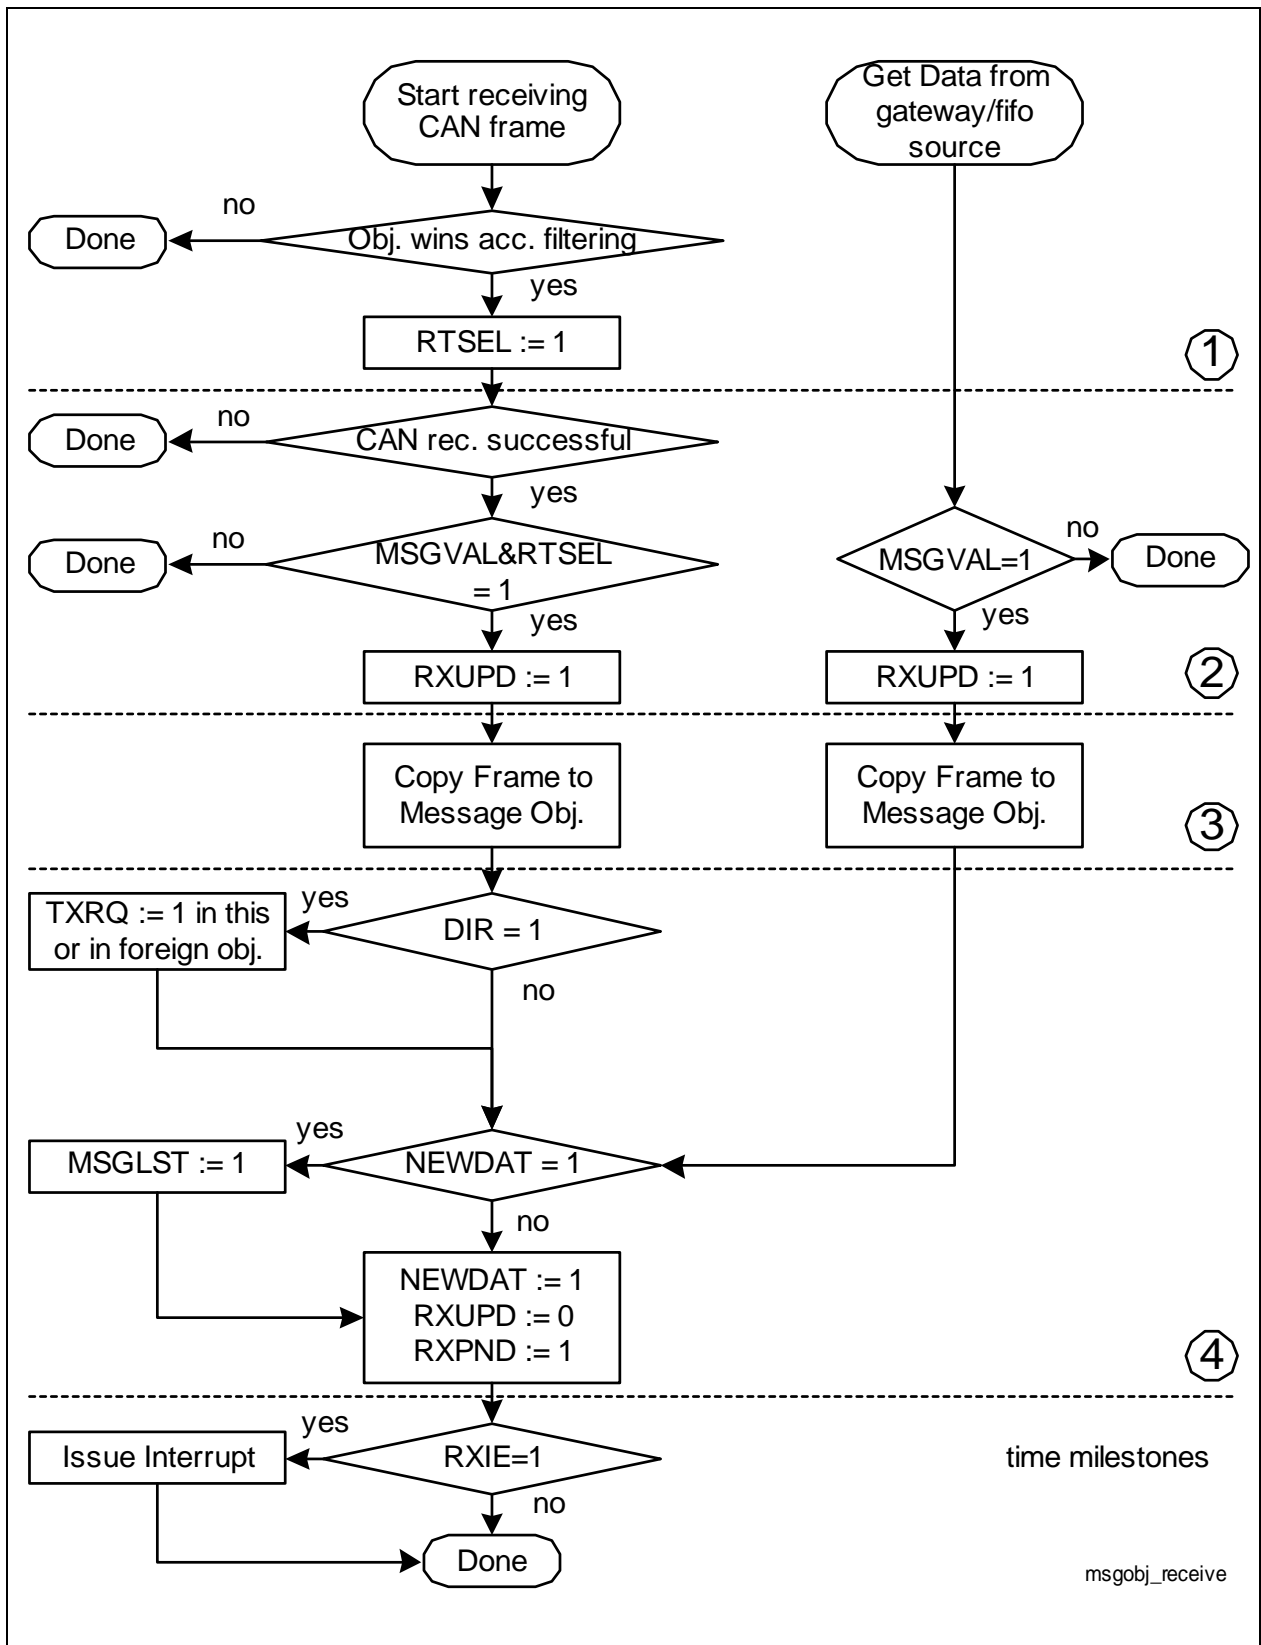 Start receiving
CAN frame
Get Data from
gateway/fifo
source
no
Done
Obj. wins acc. filtering
yes
RTSEL := 1
1
no
Done
CAN rec. successful
yes
no
Done
MSGVAL&RTSEL
= 1
MSGVAL=1
no
Done
yes
yes
RXUPD := 1
RXUPD := 1
2
Copy Frame to
Message Obj.
Copy Frame to
Message Obj.
3
TXRQ := 1 in this
or in foreign obj.
yes
DIR = 1
no
MSGLST := 1
yes
NEWDAT = 1
no
NEWDAT := 1
RXUPD := 0
RXPND := 1
4
Issue Interrupt
yes
RXIE=1
time milestones
no
Done
msgobj_receive